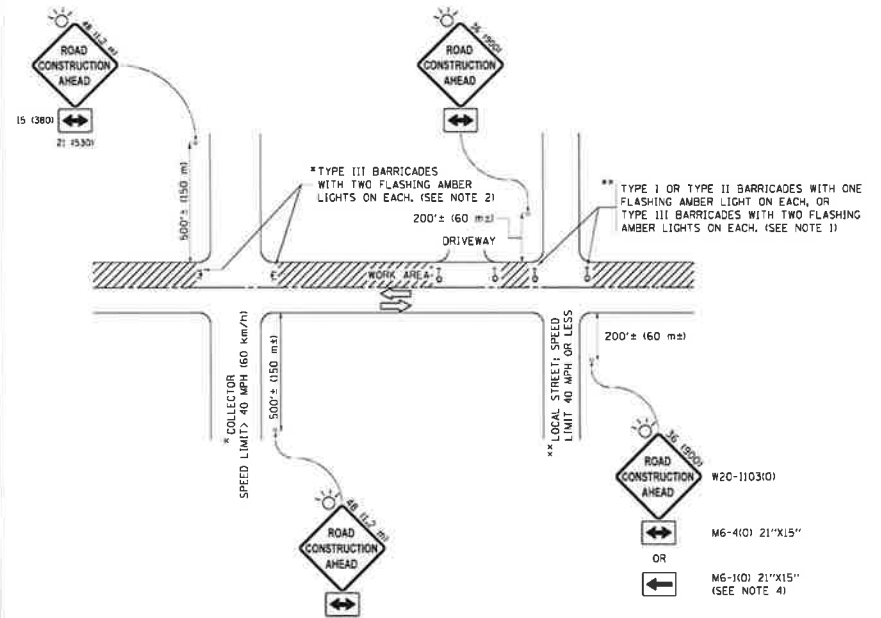 48 (1.2 m)
ROAD
CONSTRUCTION
AHEAD
15 (380)
21 (530)
36 (900)
ROAD
CONSTRUCTION
AHEAD
500'± (150 m)
*TYPE III BARRICADES
WITH TWO FLASHING AMBER
LIGHTS ON EACH. (SEE NOTE 2)
200'± (60 m±)
DRIVEWAY
** TYPE I OR TYPE II BARRICADES WITH ONE
FLASHING AMBER LIGHT ON EACH, OR
TYPE III BARRICADES WITH TWO FLASHING
AMBER LIGHTS ON EACH. (SEE NOTE 1)
WORK AREA
* COLLECTOR
SPEED LIMIT> 40 MPH (60 km/h)
500'± (150 m±)
** LOCAL STREET: SPEED
LIMIT 40 MPH OR LESS
200'± (60 m±)
48 (1.2 m)
ROAD
CONSTRUCTION
AHEAD
36 (900)
ROAD
CONSTRUCTION
AHEAD
W20-1103(O)
M6-4(O) 21"X15"
OR
M6-1(O) 21"X15"
(SEE NOTE 4)